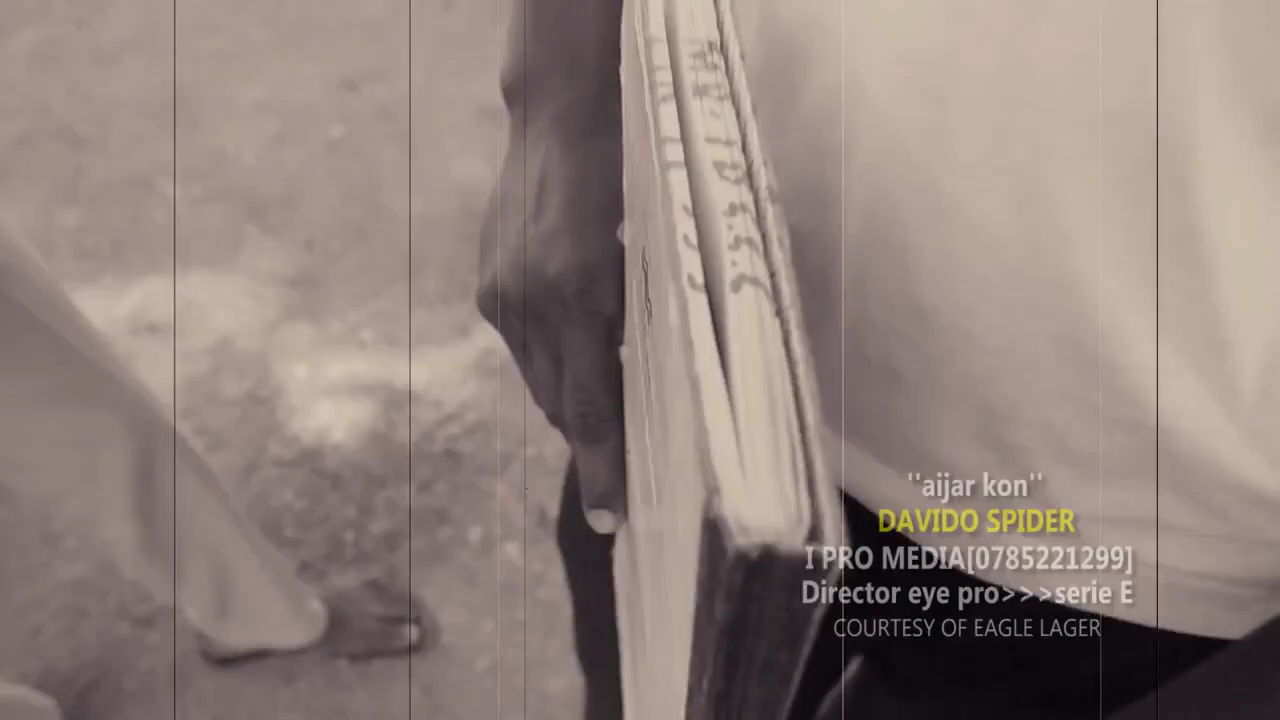 ''aijar kon''
DAVIDO SPIDER
I PRO MEDIA[0785221299]
Director eye pro>>>serie E
COURTESY OF EAGLE LAGER